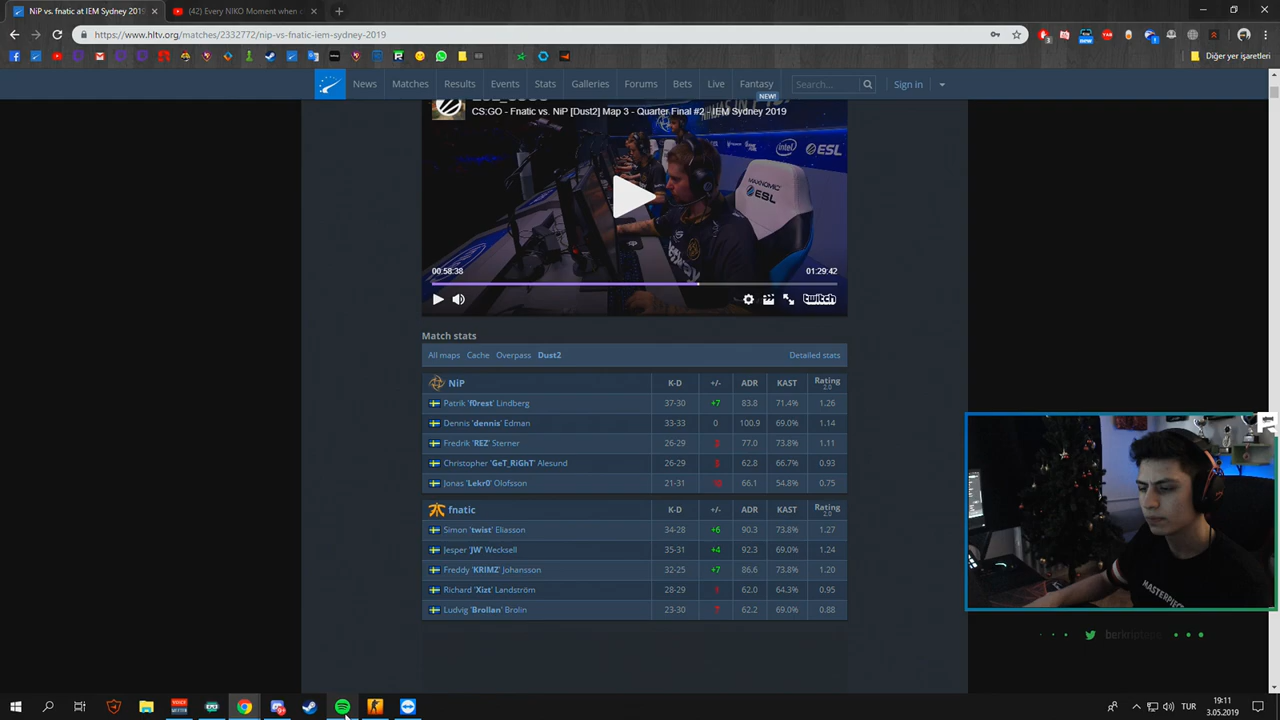 NiP vs. fnatic at IEM Sydney 2019
(42) Every NIKO Moment when c
https://www.hltv.org/matches/2332772/nip-vs-fnatic-iem-sydney-2019
Diğer yer işaretleri
News Matches Results Events Stats Galleries Forums Bets Live Fantasy Search... Sign in
NEW!
CS:GO - Fnatic vs. NiP [Dust2] Map 3 - Quarter Final #2 - IEM Sydney 2019
intel ESL
MAXNOMIC
ESL
00:58:38 01:29:42
twitch
Match stats
All maps Cache Overpass Dust2 Detailed stats
NiP K-D +/- ADR KAST Rating 2.0
Patrik 'f0rest' Lindberg 37-30 +7 83.8 71.4% 1.26
Dennis 'dennis' Edman 33-33 0 100.9 69.0% 1.14
Fredrik 'REZ' Sterner 26-29 77.0 73.8% 1.11
Christopher 'GeT_RiGhT' Alesund 26-29 62.8 66.7% 0.93
Jonas 'Lekr0' Olofsson 21-31 66.1 54.8% 0.75
fnatic K-D +/- ADR KAST Rating 2.0
Simon 'twist' Eliasson 34-28 +6 90.3 73.8% 1.27
Jesper 'JW' Wecksell 35-31 +4 92.3 69.0% 1.24
Freddy 'KRIMZ' Johansson 32-25 +7 86.6 73.8% 1.20
Richard 'Xizt' Landström 28-29 62.0 64.3% 0.95
Ludvig 'Brollan' Brolin 23-30 62.2 69.0% 0.88
MASTERPIECE
TUR
19:11
3.05.2019